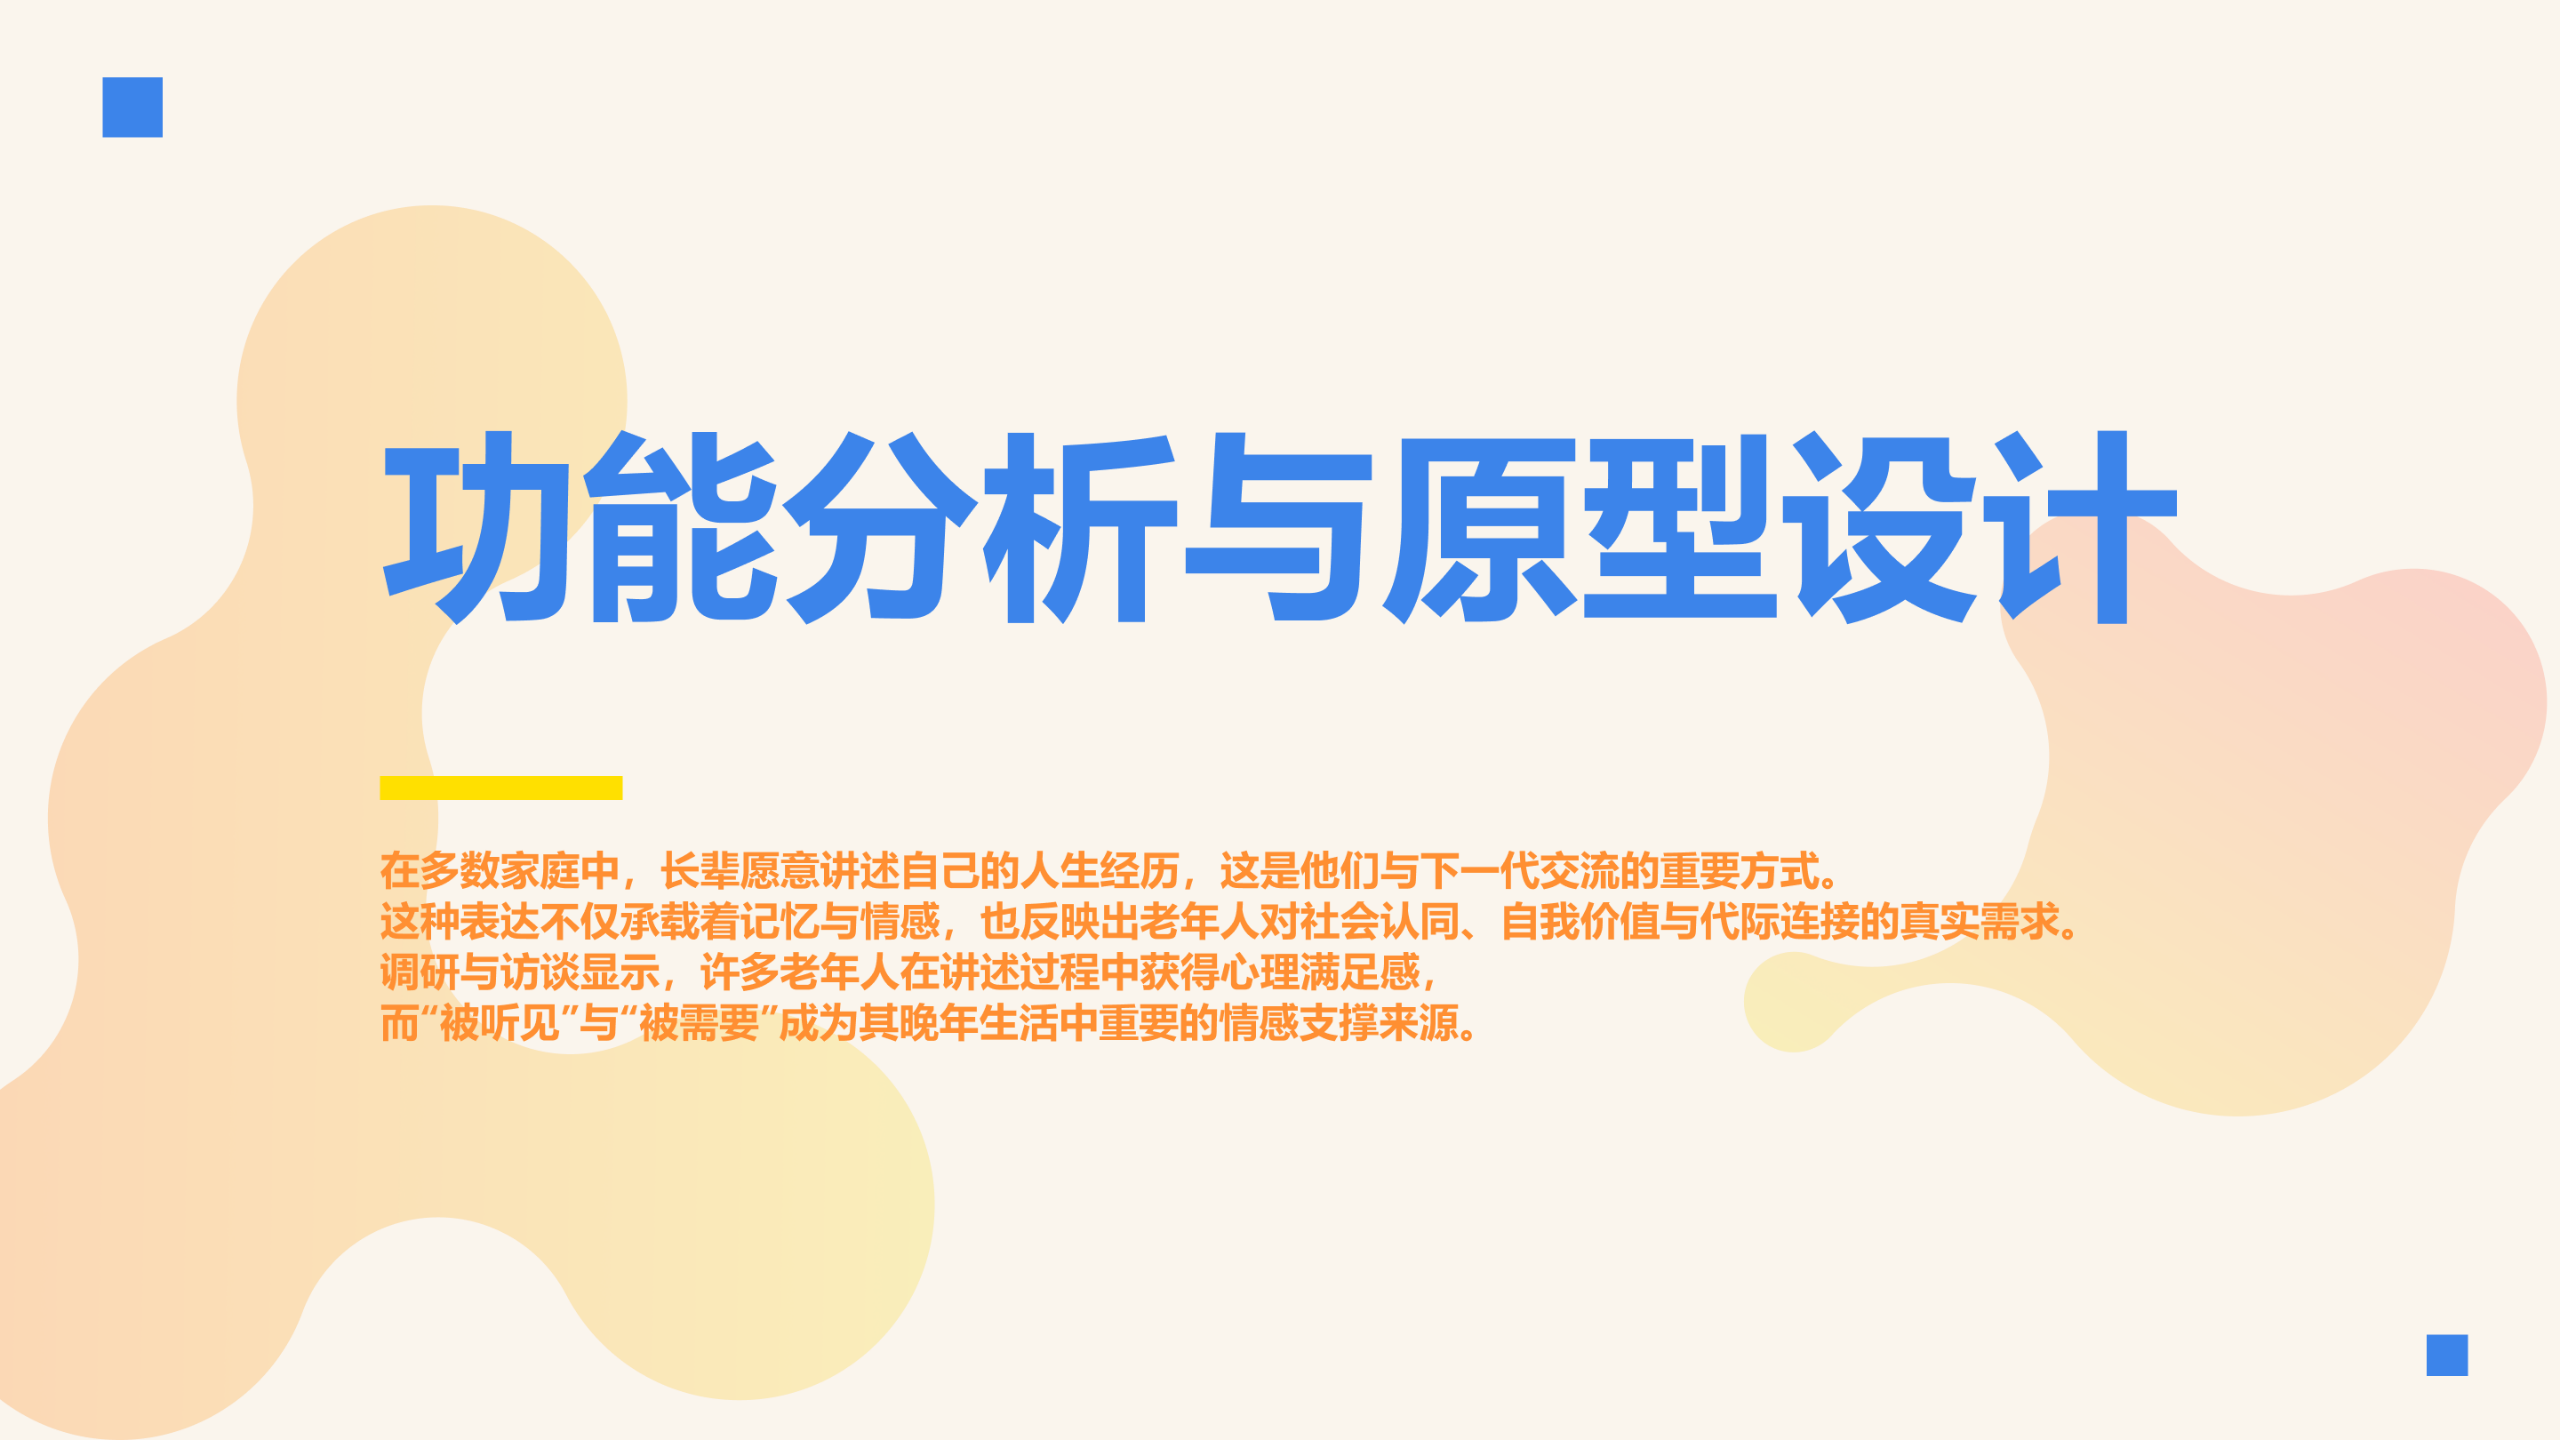 功能分析与原型设计
在多数家庭中，长辈愿意讲述自己的人生经历，这是他们与下一代交流的重要方式。
这种表达不仅承载着记忆与情感，也反映出老年人对社会认同、自我价值与代际连接的真实需求。
调研与访谈显示，许多老年人在讲述过程中获得心理满足感，
而“被听见”与“被需要”成为其晚年生活中重要的情感支撑来源。